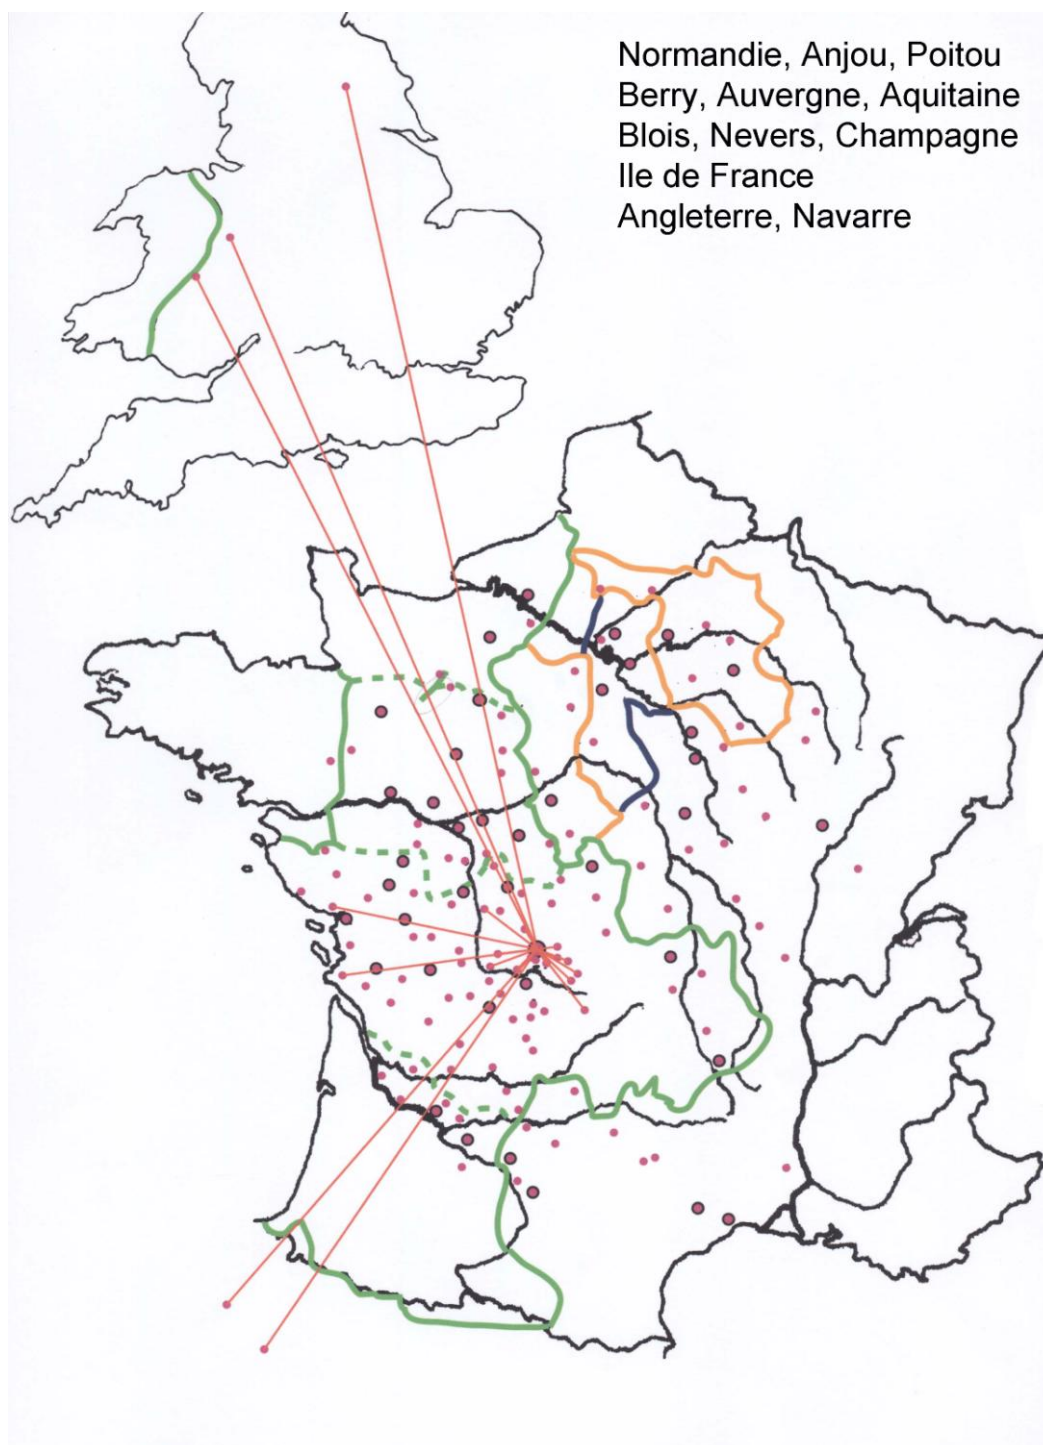 Normandie, Anjou, Poitou
Berry, Auvergne, Aquitaine
Blois, Nevers, Champagne
Ile de France
Angleterre, Navarre